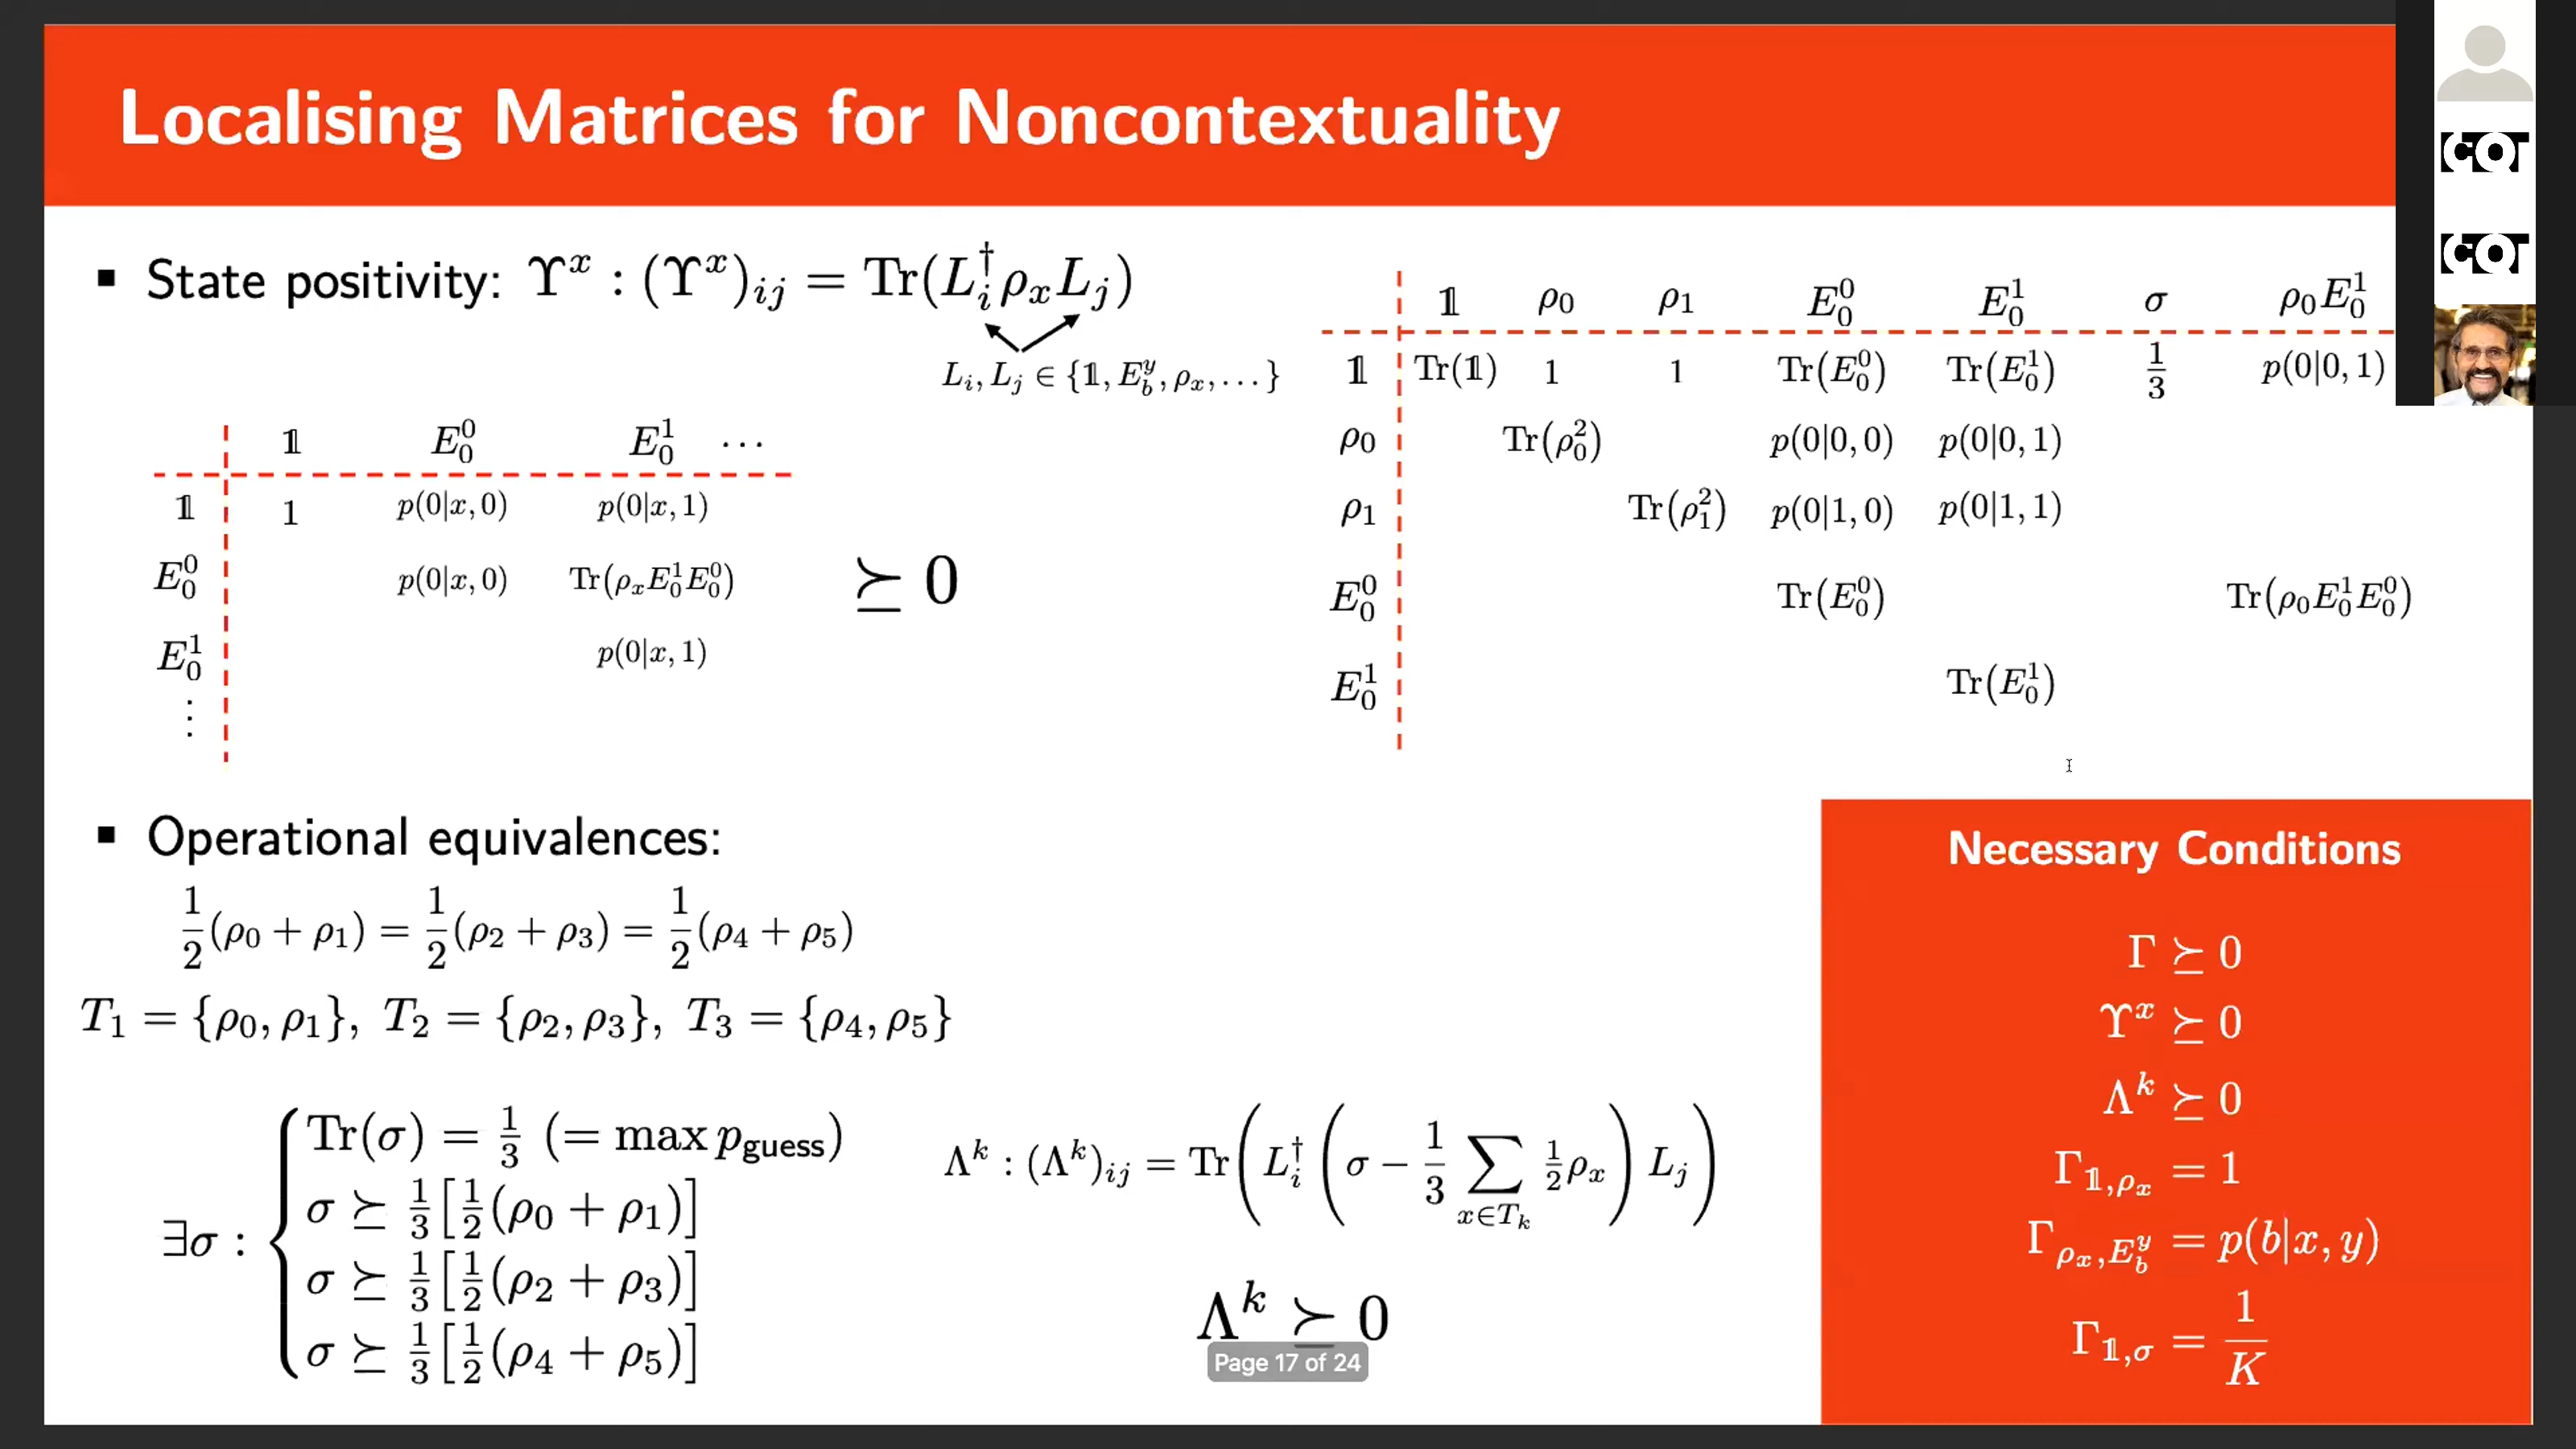 Localising Matrices for Noncontextuality
CQT
CQT
▪ State positivity: Υ^x : (Υ^x)_{ij} = Tr(L_i^† ρ_x L_j)
L_i, L_j ∈ {𝟙, E_b^y, ρ_x, …}
𝟙 E_0^0 E_0^1 ⋯
𝟙 1 p(0|x, 0) p(0|x, 1)
E_0^0 p(0|x, 0) Tr(ρ_x E_0^1 E_0^0)
E_0^1 p(0|x, 1)
⋮
⪰ 0
𝟙 ρ_0 ρ_1 E_0^0 E_0^1 σ ρ_0E_0^1
𝟙 Tr(𝟙) 1 1 Tr(E_0^0) Tr(E_0^1) 1/3 p(0|0, 1)
ρ_0 Tr(ρ_0^2) p(0|0, 0) p(0|0, 1)
ρ_1 Tr(ρ_1^2) p(0|1, 0) p(0|1, 1)
E_0^0 Tr(E_0^0) Tr(ρ_0E_0^1E_0^0)
E_0^1 Tr(E_0^1)
▪ Operational equivalences:
1/2(ρ_0 + ρ_1) = 1/2(ρ_2 + ρ_3) = 1/2(ρ_4 + ρ_5)
T_1 = {ρ_0, ρ_1}, T_2 = {ρ_2, ρ_3}, T_3 = {ρ_4, ρ_5}
∃σ : {
Tr(σ) = 1/3 (= max p_guess)
σ ⪰ 1/3[1/2(ρ_0 + ρ_1)]
σ ⪰ 1/3[1/2(ρ_2 + ρ_3)]
σ ⪰ 1/3[1/2(ρ_4 + ρ_5)]
Λ^k : (Λ^k)_{ij} = Tr(L_i^† (σ − 1/3 ∑_{x∈T_k} 1/2 ρ_x) L_j)
Λ^k ⪰ 0
Page 17 of 24
Necessary Conditions
Γ ⪰ 0
Υ^x ⪰ 0
Λ^k ⪰ 0
Γ_{𝟙,ρ_x} = 1
Γ_{ρ_x,E_b^y} = p(b|x, y)
Γ_{𝟙,σ} = 1/K